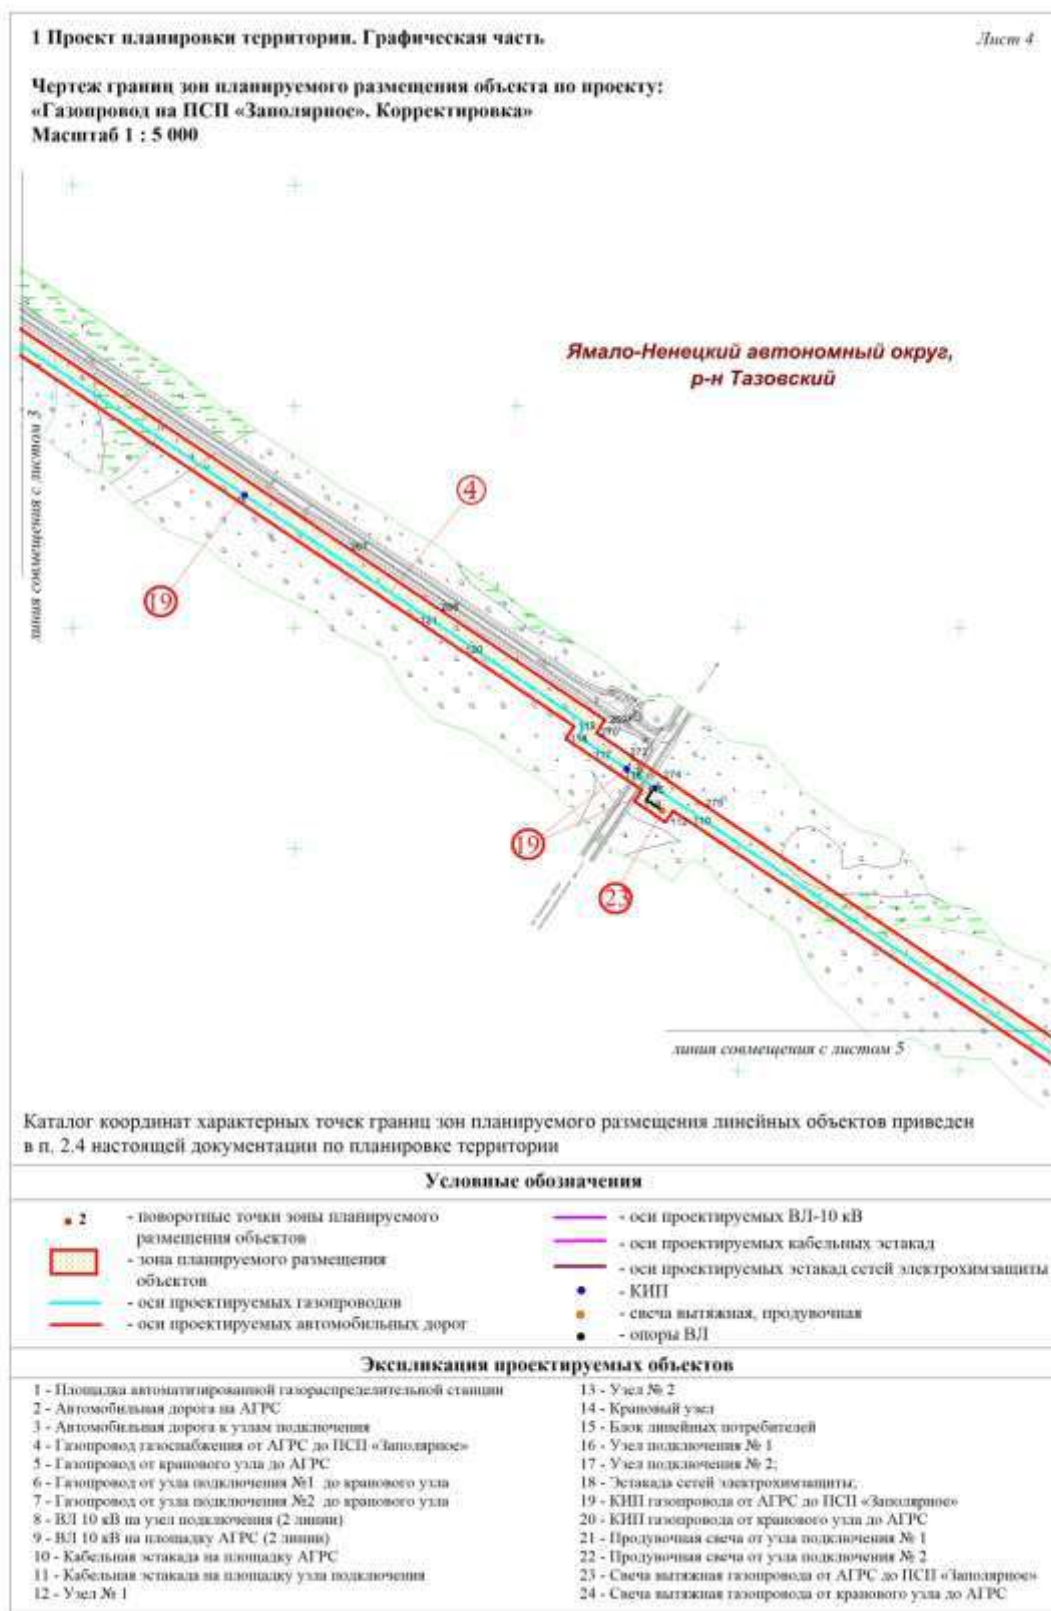 1 Проект планировки территории. Графическая часть
Лист 4
Чертеж границ зон планируемого размещения объекта по проекту:
«Газопровод на ПСП «Заполярное». Корректировка»
Масштаб 1 : 5 000
Ямало-Ненецкий автономный округ,
р-н Тазовский
линия совмещения с листом 3
4
19
120
274
110
19
23
линия совмещения с листом 5
Каталог координат характерных точек границ зон планируемого размещения линейных объектов приведен
в п. 2.4 настоящей документации по планировке территории
Условные обозначения
2 - поворотные точки зоны планируемого
размещения объектов
- зона планируемого размещения
объектов
- оси проектируемых газопроводов
- оси проектируемых автомобильных дорог
- оси проектируемых ВЛ-10 кВ
- оси проектируемых кабельных эстакад
- оси проектируемых эстакад сетей электрохимзащиты
- КИП
- свеча вытяжная, продувочная
- опоры ВЛ
Экспликация проектируемых объектов
1 - Площадка автоматизированной газораспределительной станции
2 - Автомобильная дорога на АГРС
3 - Автомобильная дорога к узлам подключения
4 - Газопровод газоснабжения от АГРС до ПСП «Заполярное»
5 - Газопровод от кранового узла до АГРС
6 - Газопровод от узла подключения №1 до кранового узла
7 - Газопровод от узла подключения №2 до кранового узла
8 - ВЛ 10 кВ на узел подключения (2 линии)
9 - ВЛ 10 кВ на площадку АГРС (2 линии)
10 - Кабельная эстакада на площадку АГРС
11 - Кабельная эстакада на площадку узла подключения
12 - Узел № 1
13 - Узел № 2
14 - Крановый узел
15 - Блок линейных потребителей
16 - Узел подключения № 1
17 - Узел подключения № 2;
18 - Эстакада сетей электрохимзащиты;
19 - КИП газопровода от АГРС до ПСП «Заполярное»
20 - КИП газопровода от кранового узла до АГРС
21 - Продувочная свеча от узла подключения № 1
22 - Продувочная свеча от узла подключения № 2
23 - Свеча вытяжная газопровода от АГРС до ПСП «Заполярное»
24 - Свеча вытяжная газопровода от кранового узла до АГРС